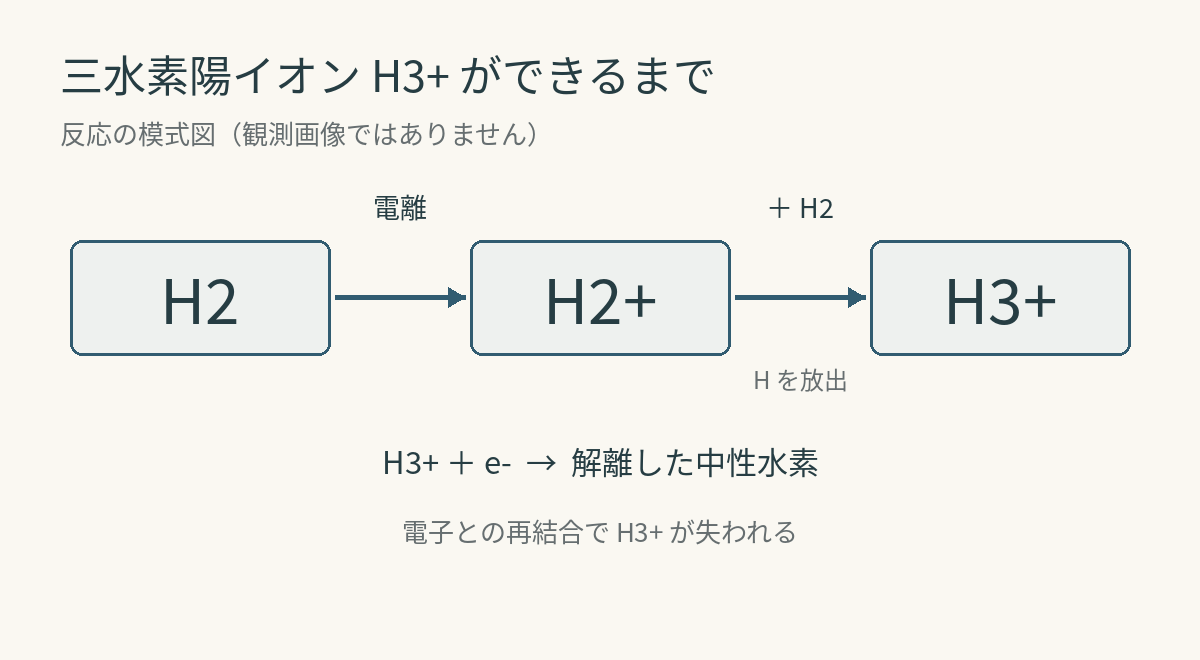 三水素陽イオン H3+ ができるまで
反応の模式図（観測画像ではありません）
電離
＋ H2
H2
H2+
H3+
H を放出
H3+ ＋ e- → 解離した中性水素
電子との再結合で H3+ が失われる